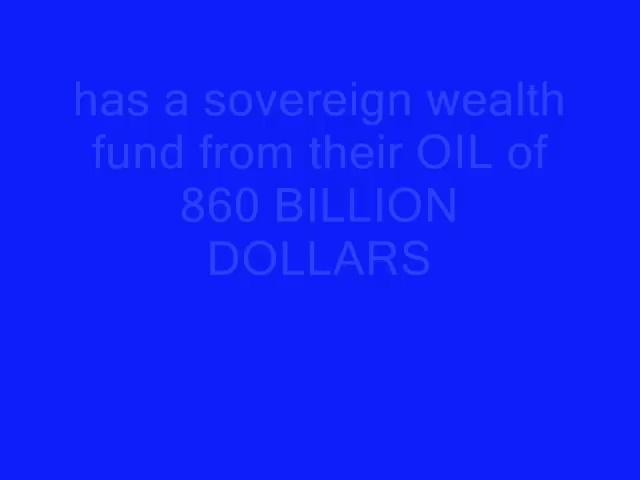 has a sovereign wealth
fund from their OIL of
860 BILLION
DOLLARS